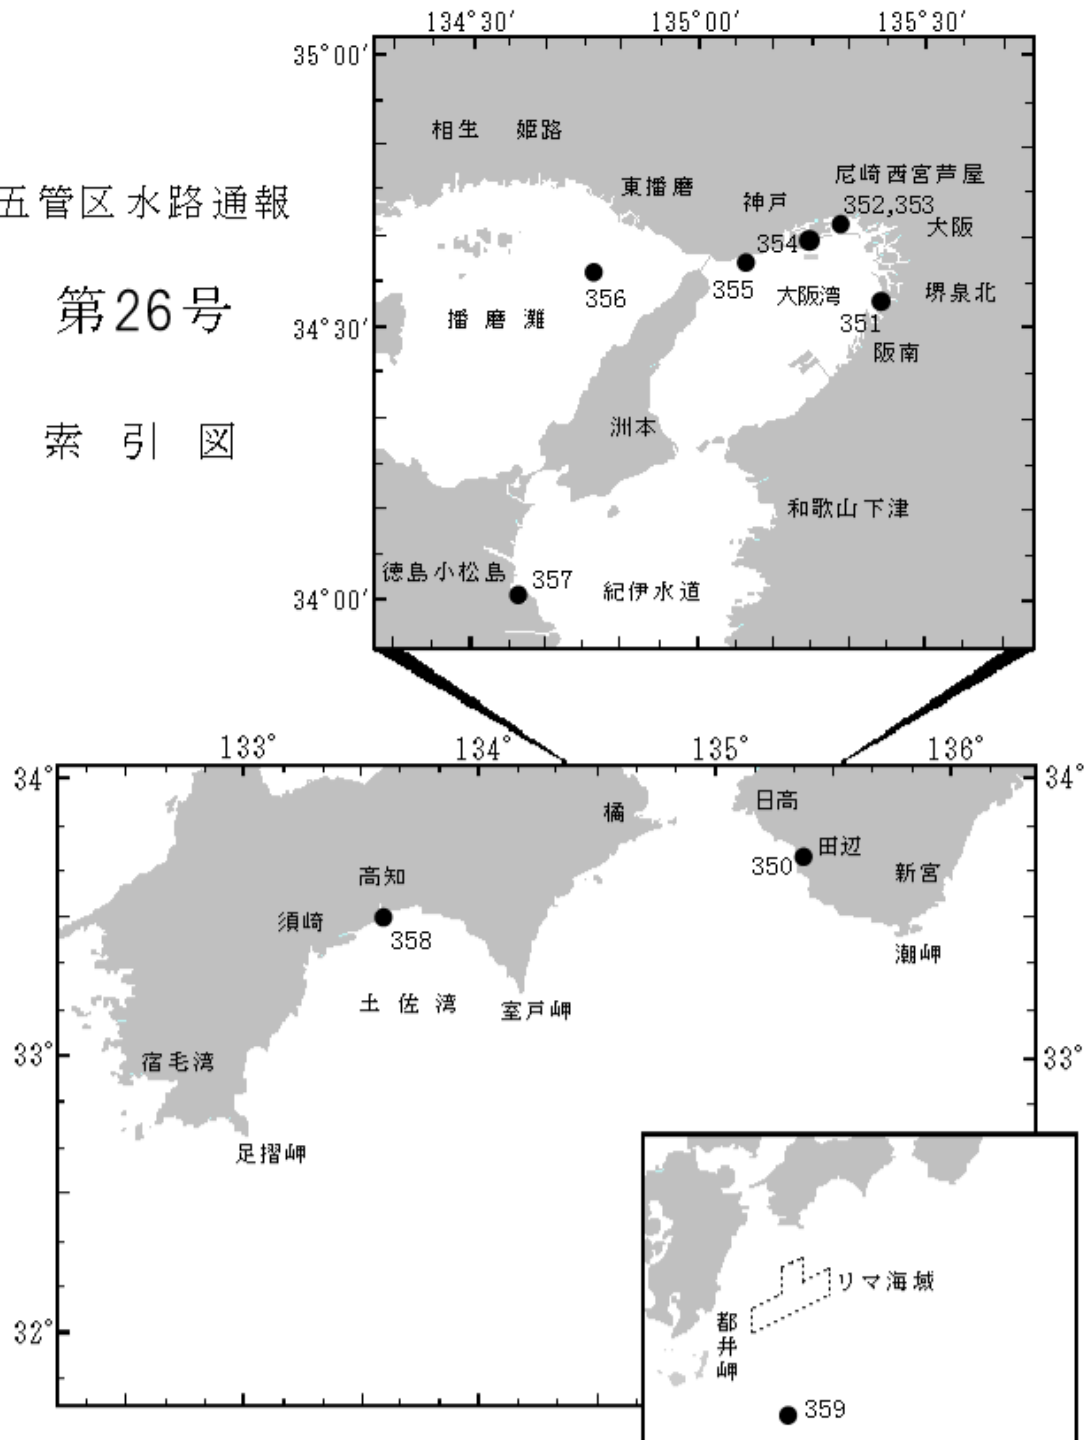 134°30′ 135°00′ 135°30′
35°00′
相生 姫路
東播磨
尼崎西宮芦屋
神戸
352,353
五管区水路通報
大阪
354
355
356
大阪湾
堺泉北
第26号
播磨灘
351
34°30′
阪南
索引図
洲本
和歌山下津
徳島小松島
357
紀伊水道
34°00′
133° 134° 135° 136°
34°
34°
日高
橘
田辺
350
新宮
高知
須崎
358
潮岬
土佐湾
室戸岬
33°
33°
宿毛湾
足摺岬
リマ海域
32°
都井岬
359